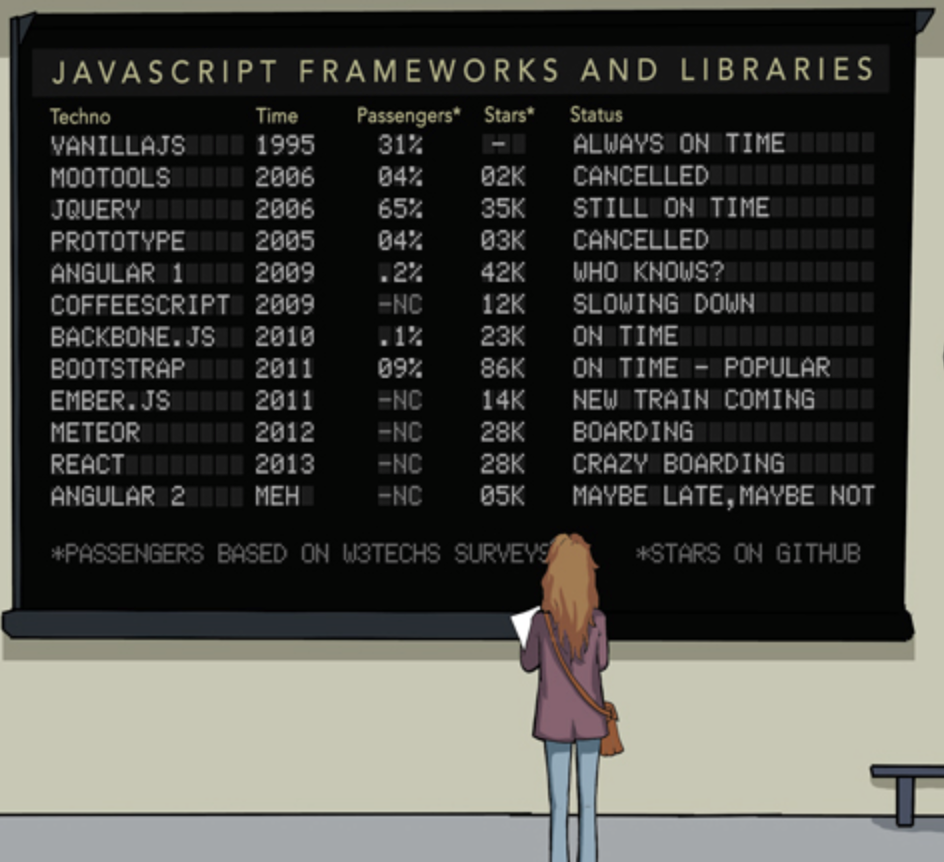 JAVASCRIPT FRAMEWORKS AND LIBRARIES
Techno Time Passengers* Stars* Status
VANILLAJS 1995 31% - ALWAYS ON TIME
MOOTOOLS 2006 04% 02K CANCELLED
JQUERY 2006 65% 35K STILL ON TIME
PROTOTYPE 2005 04% 03K CANCELLED
ANGULAR 1 2009 .2% 42K WHO KNOWS?
COFFEESCRIPT 2009 -NC 12K SLOWING DOWN
BACKBONE.JS 2010 .1% 23K ON TIME
BOOTSTRAP 2011 09% 86K ON TIME - POPULAR
EMBER.JS 2011 -NC 14K NEW TRAIN COMING
METEOR 2012 -NC 28K BOARDING
REACT 2013 -NC 28K CRAZY BOARDING
ANGULAR 2 MEH -NC 05K MAYBE LATE,MAYBE NOT
*PASSENGERS BASED ON W3TECHS SURVEYS *STARS ON GITHUB